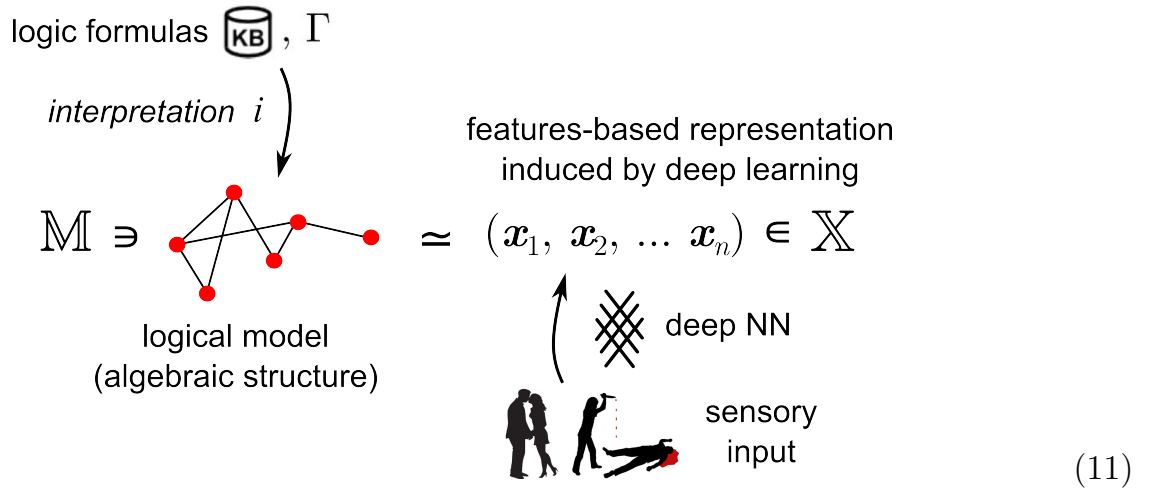 logic formulas KB , Γ
interpretation i
features-based representation
induced by deep learning
𝕄 ∋ ≃ (x₁, x₂, ... xₙ) ∈ 𝕏
logical model
(algebraic structure)
deep NN
sensory
input
(11)